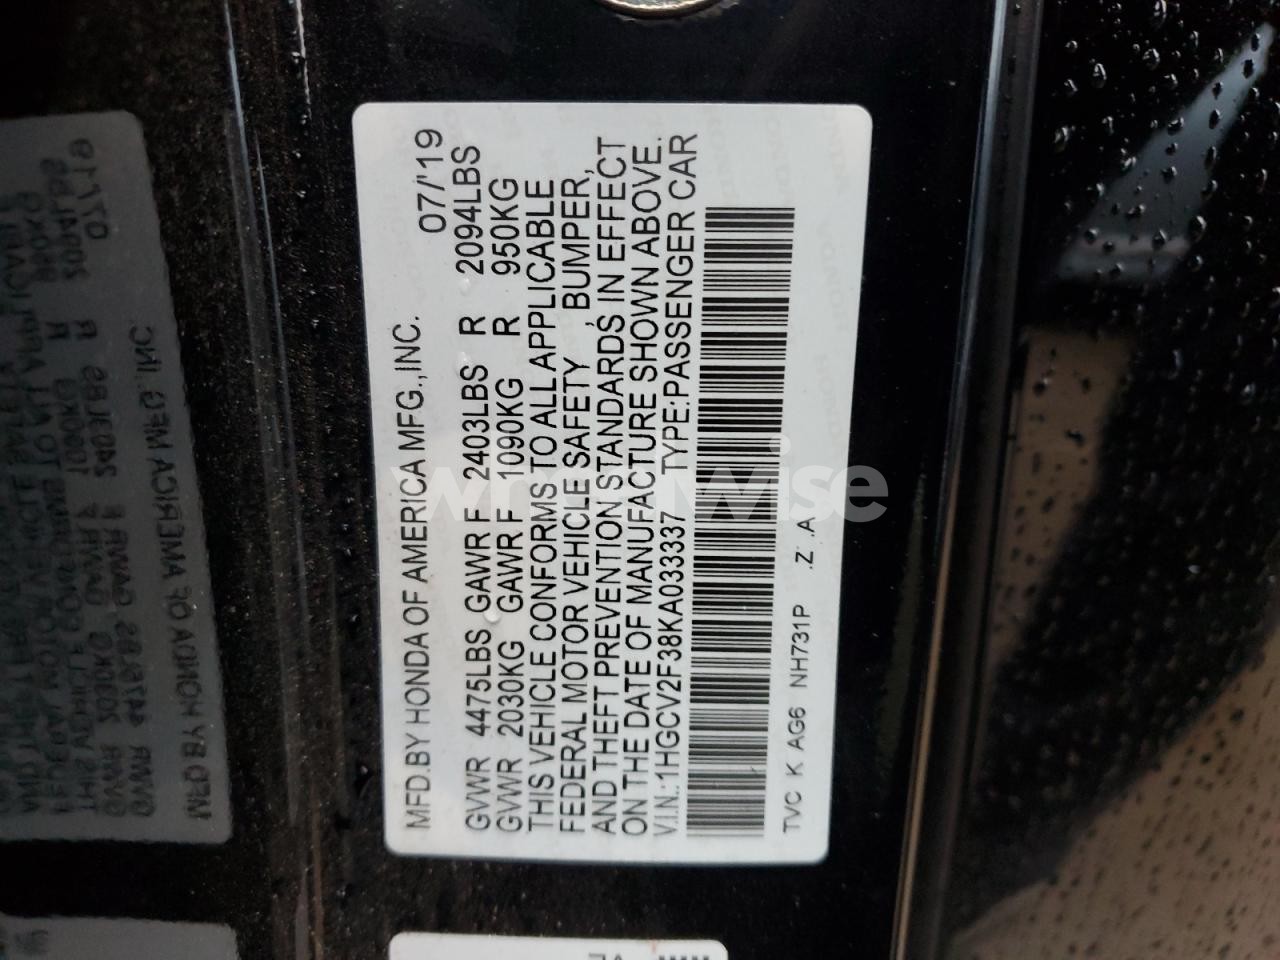 MFD.BY HONDA OF AMERICA MFG.,INC. 07/'19
GVWR 4475LBS GAWR F 2403LBS R 2094LBS
GVWR 2030KG GAWR F 1090KG R 950KG
THIS VEHICLE CONFORMS TO ALL APPLICABLE
FEDERAL MOTOR VEHICLE SAFETY, BUMPER,
AND THEFT PREVENTION STANDARDS IN EFFECT
ON THE DATE OF MANUFACTURE SHOWN ABOVE.
V.I.N.:1HGCV2F38KA033337 TYPE:PASSENGER CAR
TVC K AG6 NH731P .Z .A